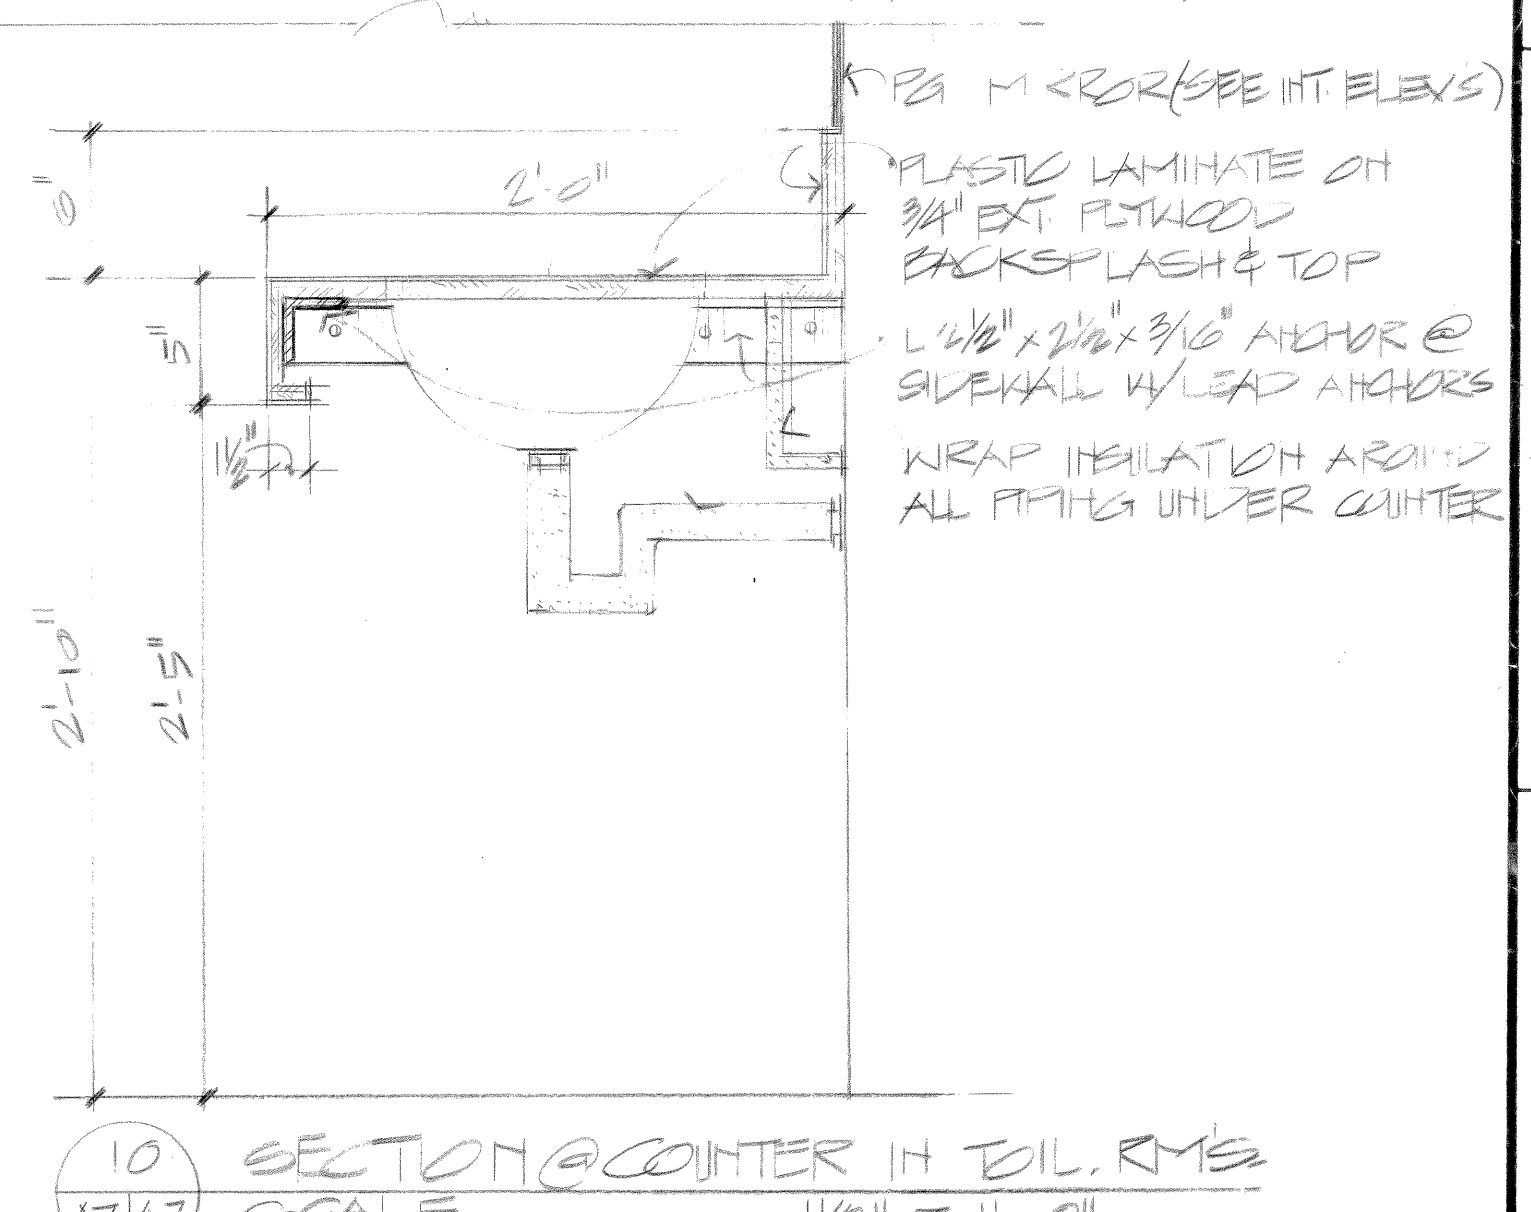 PG MIRROR (SEE INT. ELEV'S)
PLASTIC LAMINATE ON
3/4" EXT. PLYWOOD
BACKSPLASH & TOP
L 2 1/2" x 2 1/2" x 3/16" ANCHOR @
SIDEWALL W/ LEAD ANCHORS
WRAP INSULATION AROUND
ALL PIPING UNDER COUNTER
2'-0"
6"
5"
1 1/2"
2'-10"
2'-5"
10
SECTION @ COUNTER IN TOIL. RM'S.
SCALE